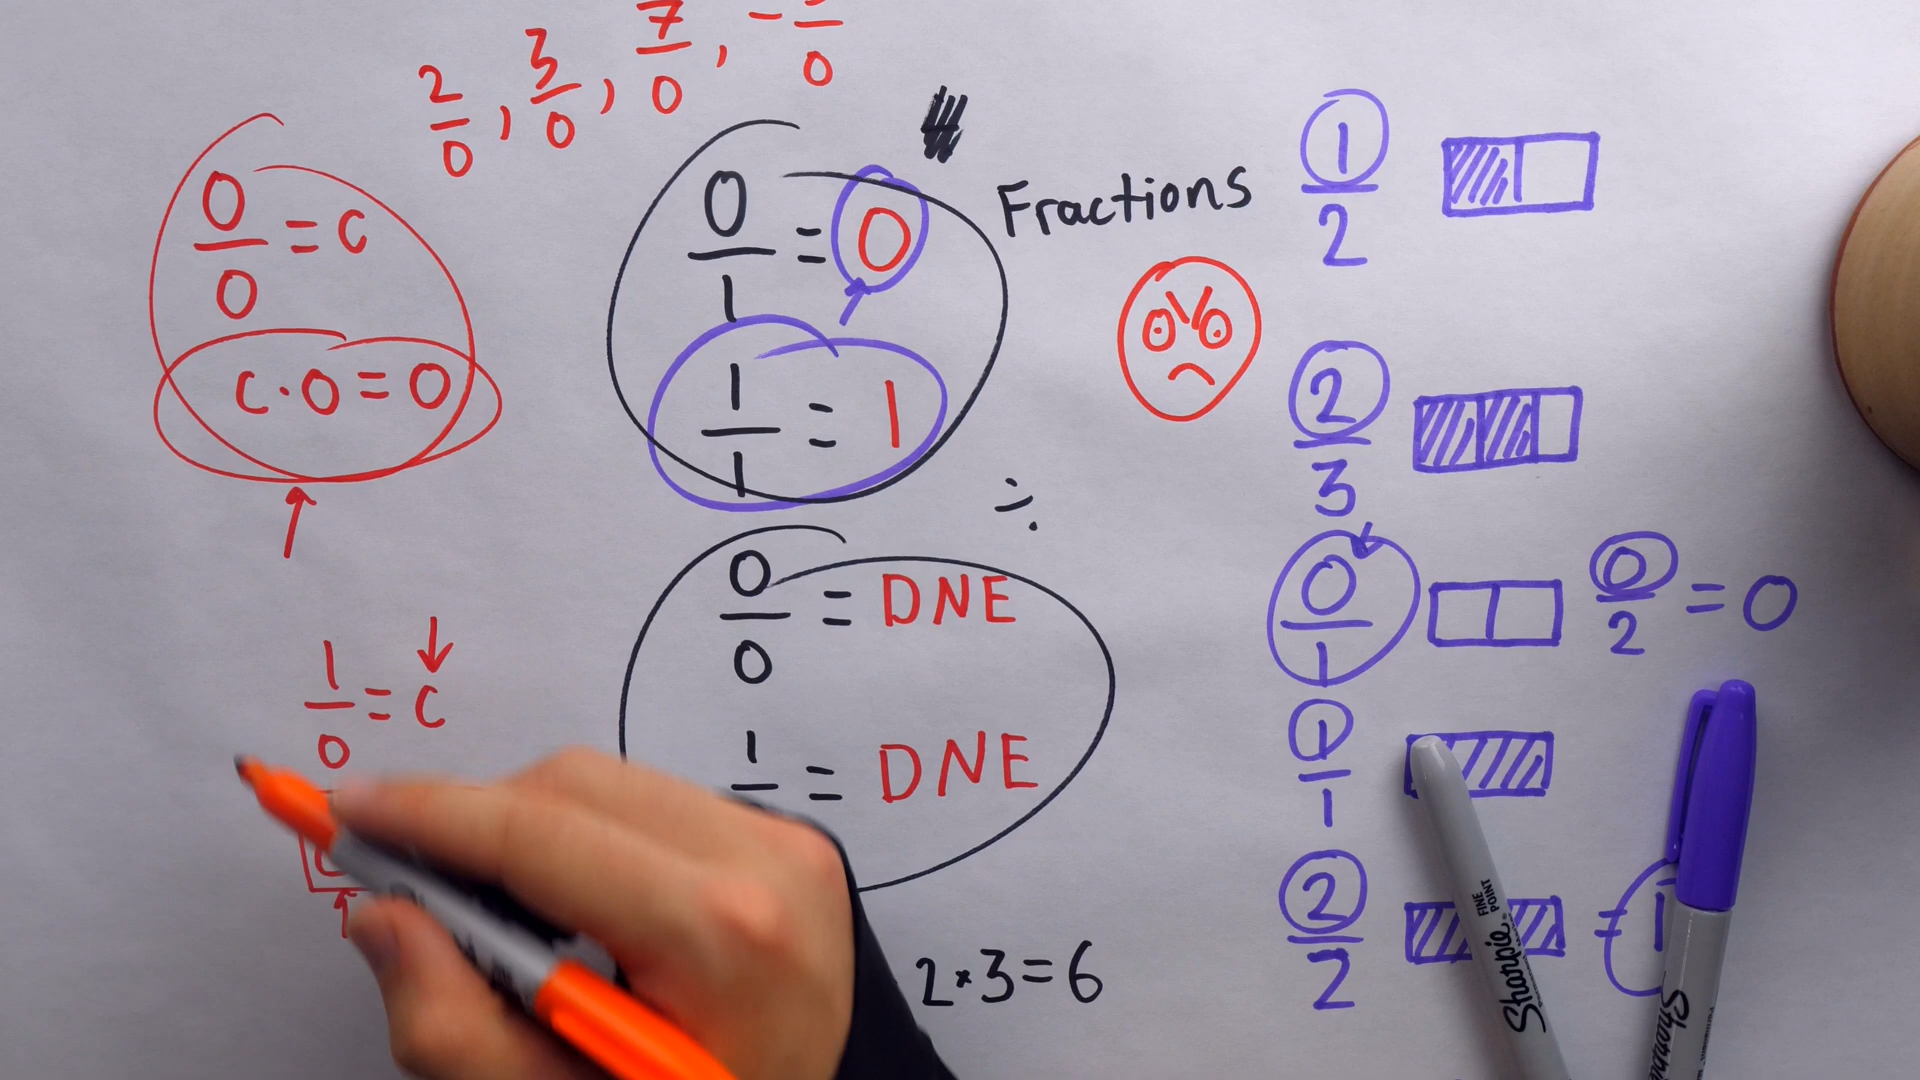 2/0, 3/0, 7/0, -
0/0 = C
C·0=0
0/1 = 0
1/1 = 1
Fractions
÷
0/0 = DNE
1 = DNE
1/0 = C
2×3=6
1/2
2/3
0/1
0/2 = 0
1/1
2/2 = 1
Sharpie
FINE POINT
Sharpie